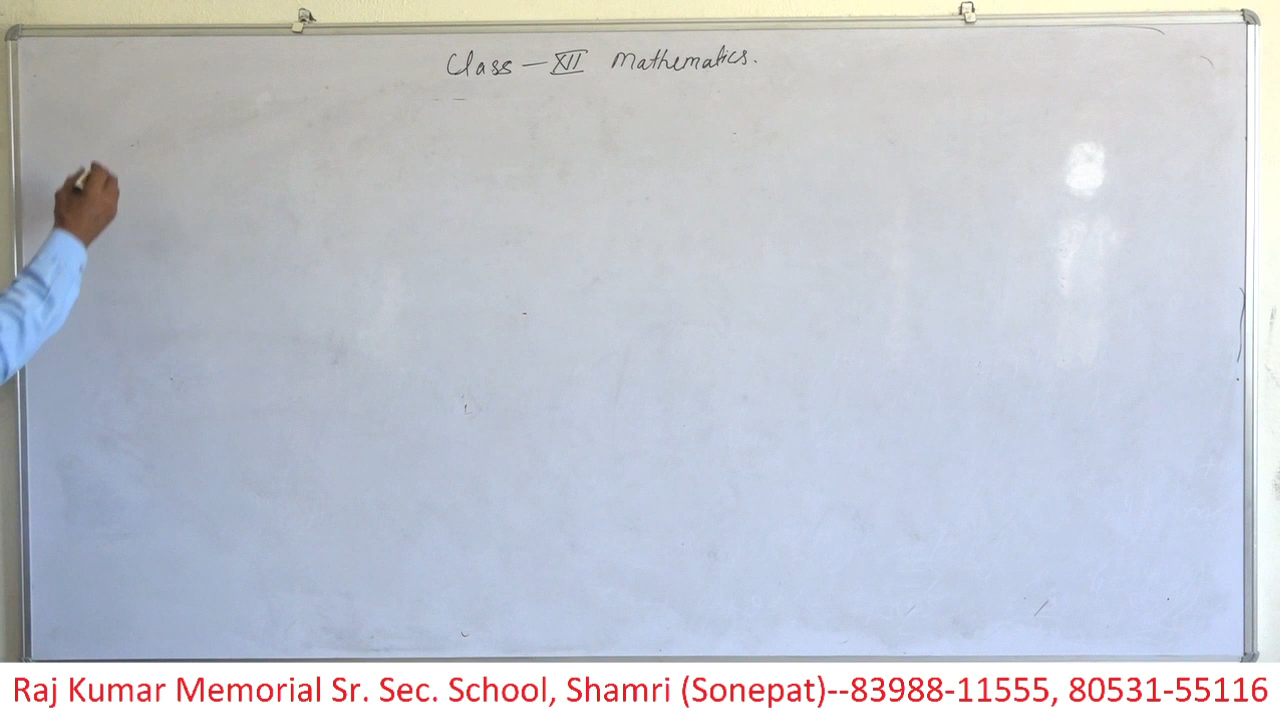 Class – XII Mathematics.
Raj Kumar Memorial Sr. Sec. School, Shamri (Sonepat)--83988-11555, 80531-55116